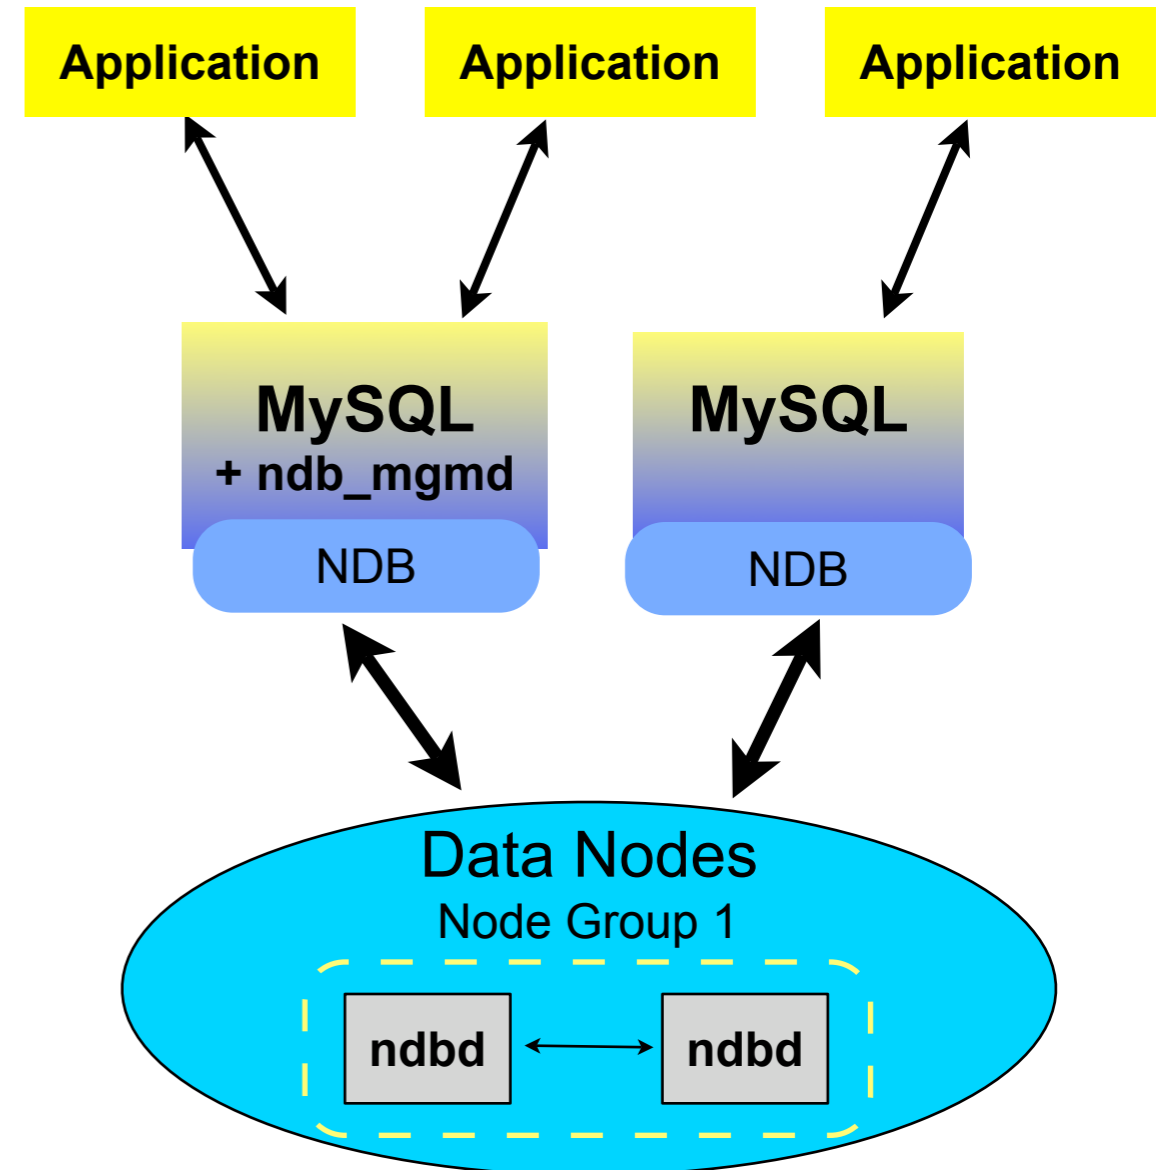 Application
Application
Application
MySQL
+ ndb_mgmd
NDB
MySQL
NDB
Data Nodes
Node Group 1
ndbd
ndbd